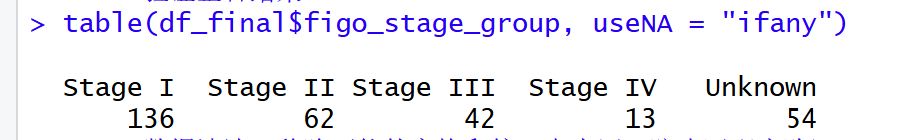 > table(df_final$figo_stage_group, useNA = "ifany")
Stage I Stage II Stage III Stage IV Unknown
136 62 42 13 54